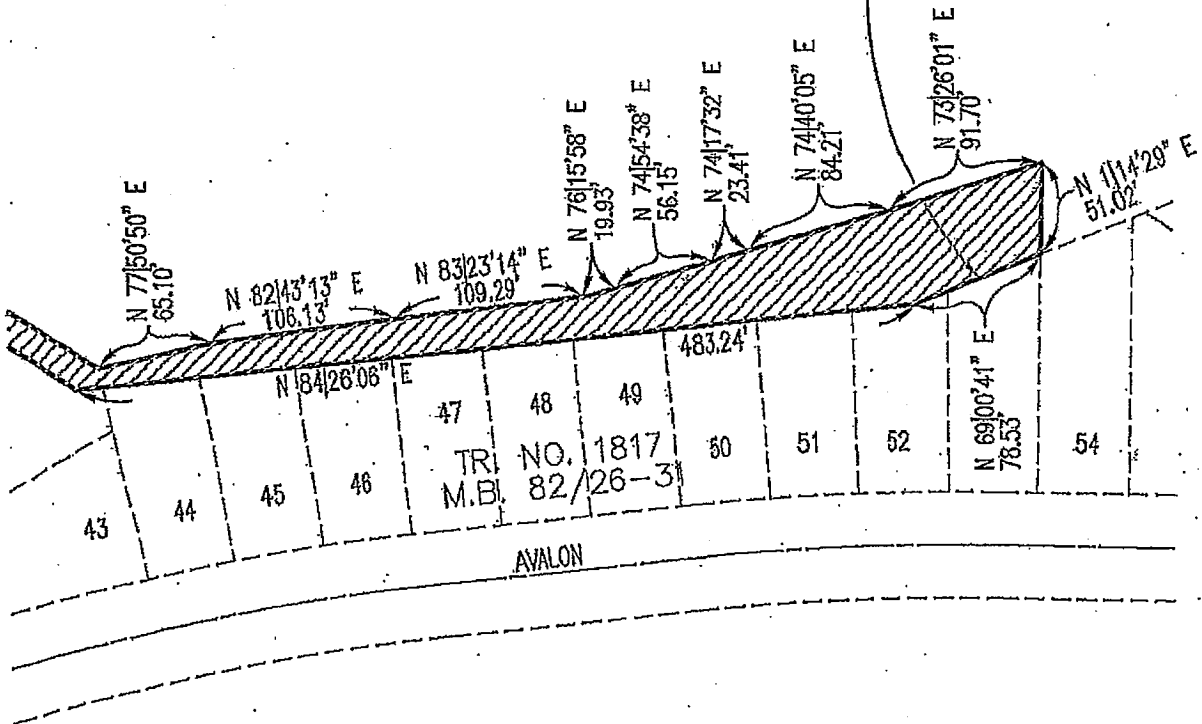 N 77|50'50" E
65.10'
N 82|43'13" E
106.13'
N 83|23'14" E
109.29'
N 76|15'58" E
19.93'
N 74|54'38" E
56.15'
N 74|17'32" E
23.41'
N 74|40'05" E
84.21'
N 73|26'01" E
91.70'
N 1|14'29" E
51.02'
N 84|26'06" E
483.24'
N 69|00'41" E
78.53'
43
44
45
46
47
48
49
50
51
52
54
TR. NO. 1817
M.B. 82/26-3
AVALON